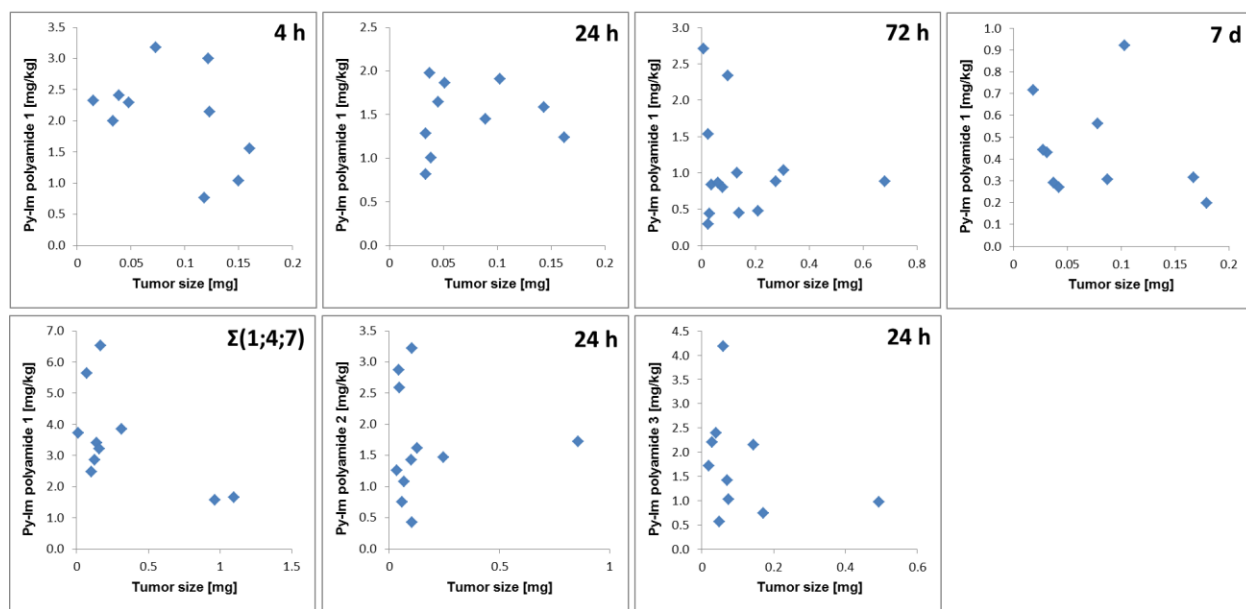 4 h
Py-Im polyamide 1 [mg/kg]
3.5
3.0
2.5
2.0
1.5
1.0
0.5
0.0
0 0.05 0.1 0.15 0.2
Tumor size [mg]
24 h
Py-Im polyamide 1 [mg/kg]
2.5
2.0
1.5
1.0
0.5
0.0
0 0.05 0.1 0.15 0.2
Tumor size [mg]
72 h
Py-Im polyamide 1 [mg/kg]
3.0
2.5
2.0
1.5
1.0
0.5
0.0
0 0.2 0.4 0.6 0.8
Tumor size [mg]
7 d
Py-Im polyamide 1 [mg/kg]
1.0
0.9
0.8
0.7
0.6
0.5
0.4
0.3
0.2
0.1
0.0
0 0.05 0.1 0.15 0.2
Tumor size [mg]
Σ(1;4;7)
Py-Im polyamide 1 [mg/kg]
7.0
6.0
5.0
4.0
3.0
2.0
1.0
0.0
0 0.5 1 1.5
Tumor size [mg]
24 h
Py-Im polyamide 2 [mg/kg]
3.5
3.0
2.5
2.0
1.5
1.0
0.5
0.0
0 0.5 1
Tumor size [mg]
24 h
Py-Im polyamide 3 [mg/kg]
4.5
4.0
3.5
3.0
2.5
2.0
1.5
1.0
0.5
0.0
0 0.2 0.4 0.6
Tumor size [mg]